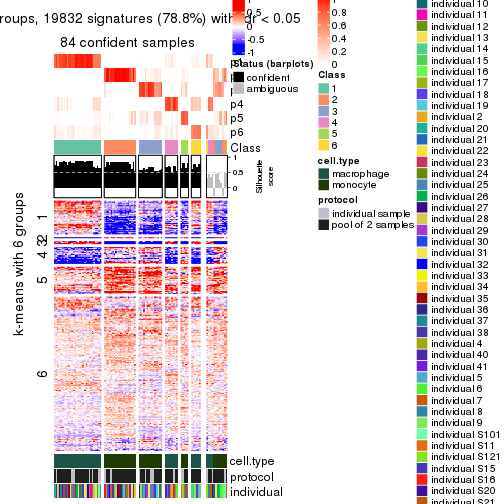 roups, 19832 signatures (78.8%) with fdr < 0.05
84 confident samples
p4
p5
p6
Class
1
0.5
0
Silhouette
score
k-means with 6 groups
1
2
3
4
5
6
cell.type
protocol
individual
1
0.5
0
-0.5
-1
Status (barplots)
confident
ambiguous
0.8
0.6
0.4
0.2
0
Class
1
2
3
4
5
6
cell.type
macrophage
monocyte
protocol
individual sample
pool of 2 samples
individual 10
individual 11
individual 12
individual 13
individual 14
individual 15
individual 16
individual 17
individual 18
individual 19
individual 2
individual 20
individual 21
individual 22
individual 23
individual 24
individual 25
individual 26
individual 27
individual 28
individual 29
individual 30
individual 31
individual 32
individual 33
individual 34
individual 35
individual 36
individual 37
individual 38
individual 4
individual 40
individual 41
individual 5
individual 6
individual 7
individual 8
individual 9
individual S101
individual S11
individual S121
individual S15
individual S16
individual S20
individual S21